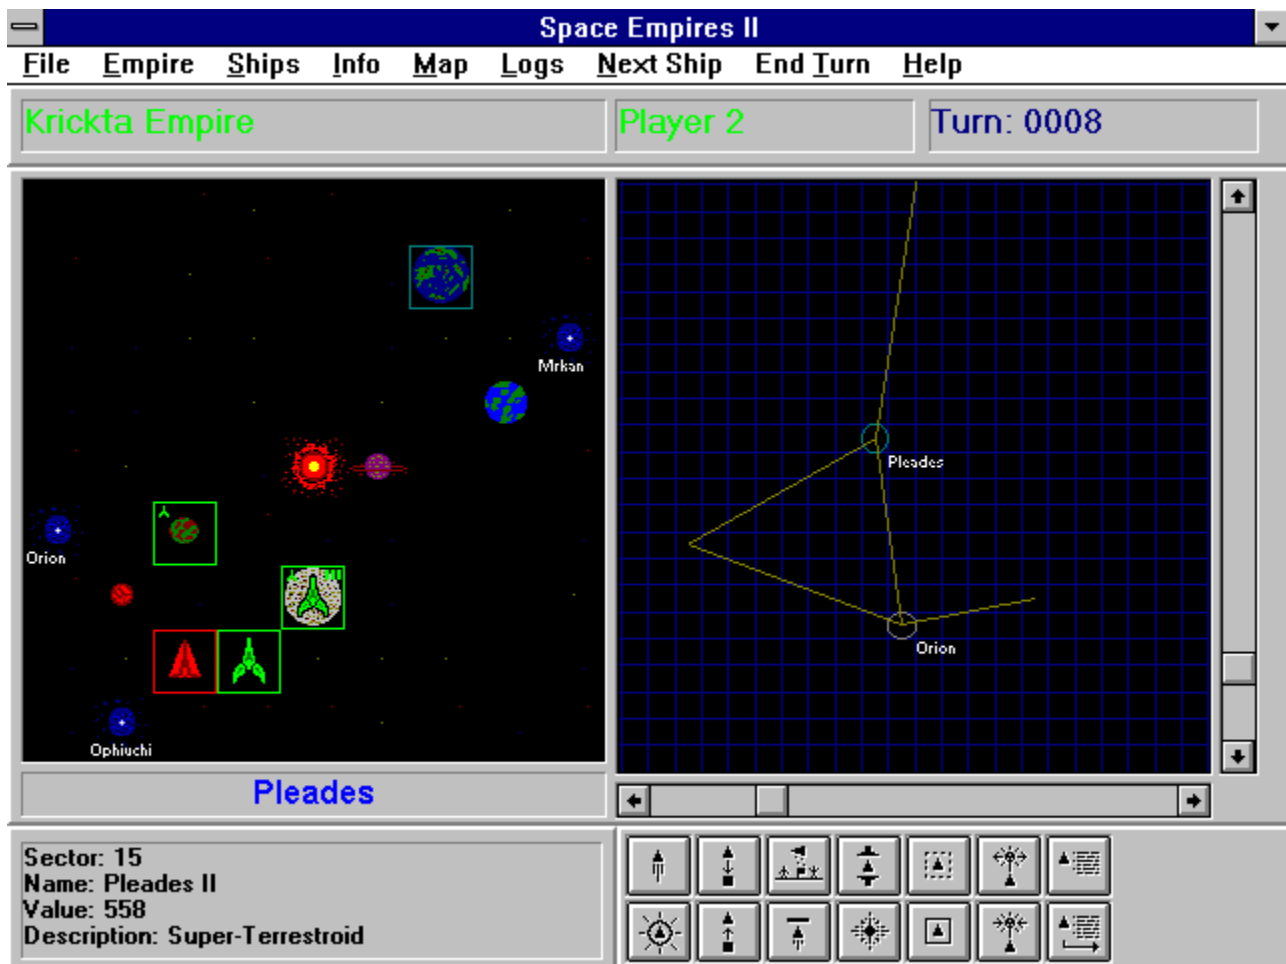 Space Empires II
File Empire Ships Info Map Logs Next Ship End Turn Help
Krickta Empire Player 2 Turn: 0008
Mrkan
Pleades
Orion
Orion
Ophiuchi
Pleades
Sector: 15
Name: Pleades II
Value: 558
Description: Super-Terrestroid